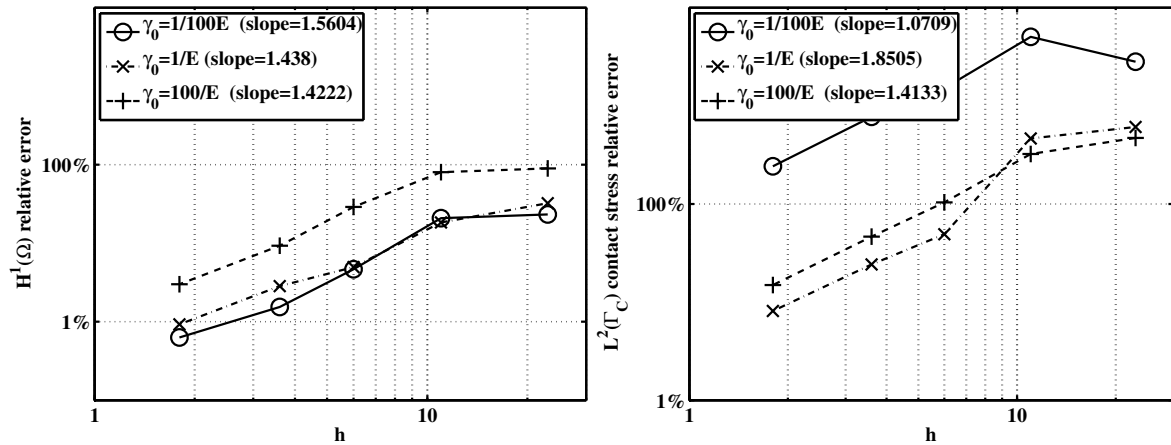 γ0=1/100E (slope=1.5604)
γ0=1/E (slope=1.438)
γ0=100/E (slope=1.4222)
100%
1%
1
10
h
H1(Ω) relative error
γ0=1/100E (slope=1.0709)
γ0=1/E (slope=1.8505)
γ0=100/E (slope=1.4133)
100%
1%
1
10
h
L2(ΓC) contact stress relative error